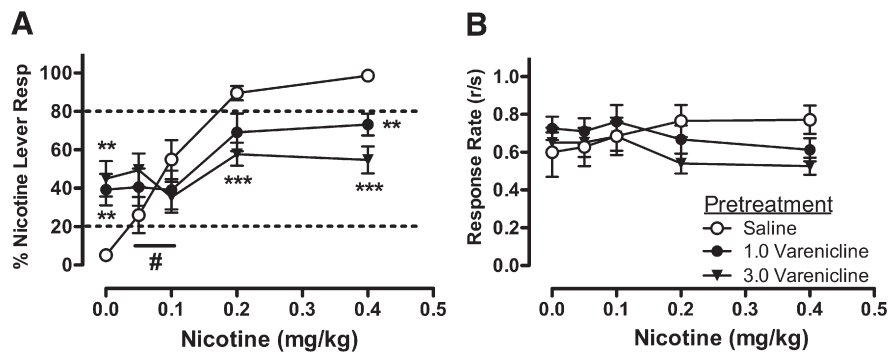 A
% Nicotine Lever Resp
100
80
60
40
20
0
**
**
#
***
**
***
0.0 0.1 0.2 0.3 0.4 0.5
Nicotine (mg/kg)
B
Response Rate (r/s)
1.0
0.8
0.6
0.4
0.2
0.0
Pretreatment
Saline
1.0 Varenicline
3.0 Varenicline
0.0 0.1 0.2 0.3 0.4 0.5
Nicotine (mg/kg)